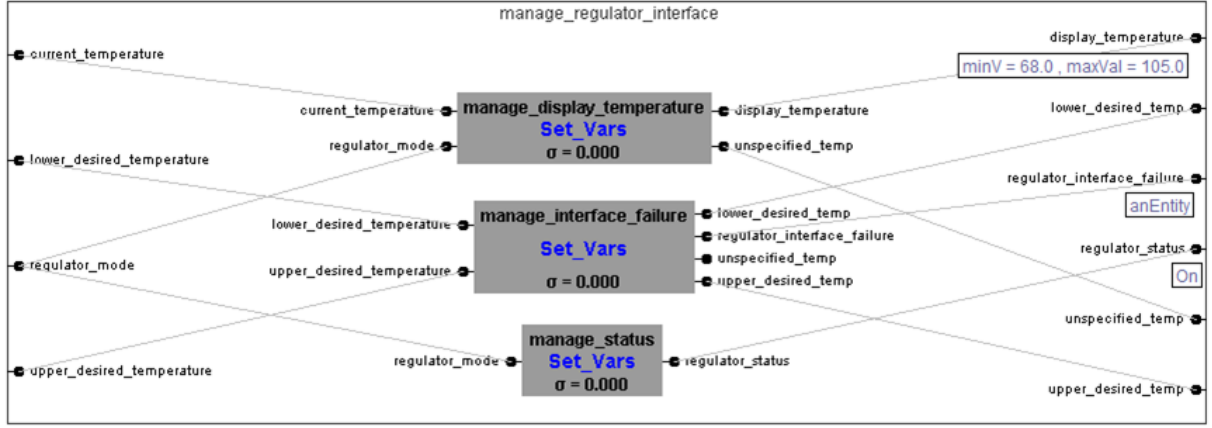 manage_regulator_interface
display_temperature
current_temperature
minV = 68.0 , maxVal = 105.0
current_temperature
manage_display_temperature
display_temperature
lower_desired_temp
Set_Vars
regulator_mode
unspecified_temp
σ = 0.000
lower_desired_temperature
regulator_interface_failure
anEntity
lower_desired_temperature
manage_interface_failure
lower_desired_temp
regulator_interface_failure
Set_Vars
regulator_status
regulator_mode
upper_desired_temperature
unspecified_temp
On
σ = 0.000
upper_desired_temp
unspecified_temp
manage_status
regulator_mode
Set_Vars
regulator_status
σ = 0.000
upper_desired_temperature
upper_desired_temp